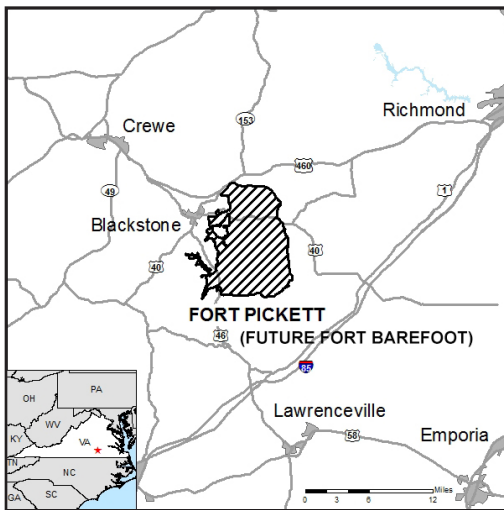 Richmond
153
Crewe
460
49
1
Blackstone
40
40
FORT PICKETT
(FUTURE FORT BAREFOOT)
46
85
PA
OH
WV
KY
VA
TN
NC
SC
GA
Lawrenceville
58
Emporia
Miles
0 3 6 12